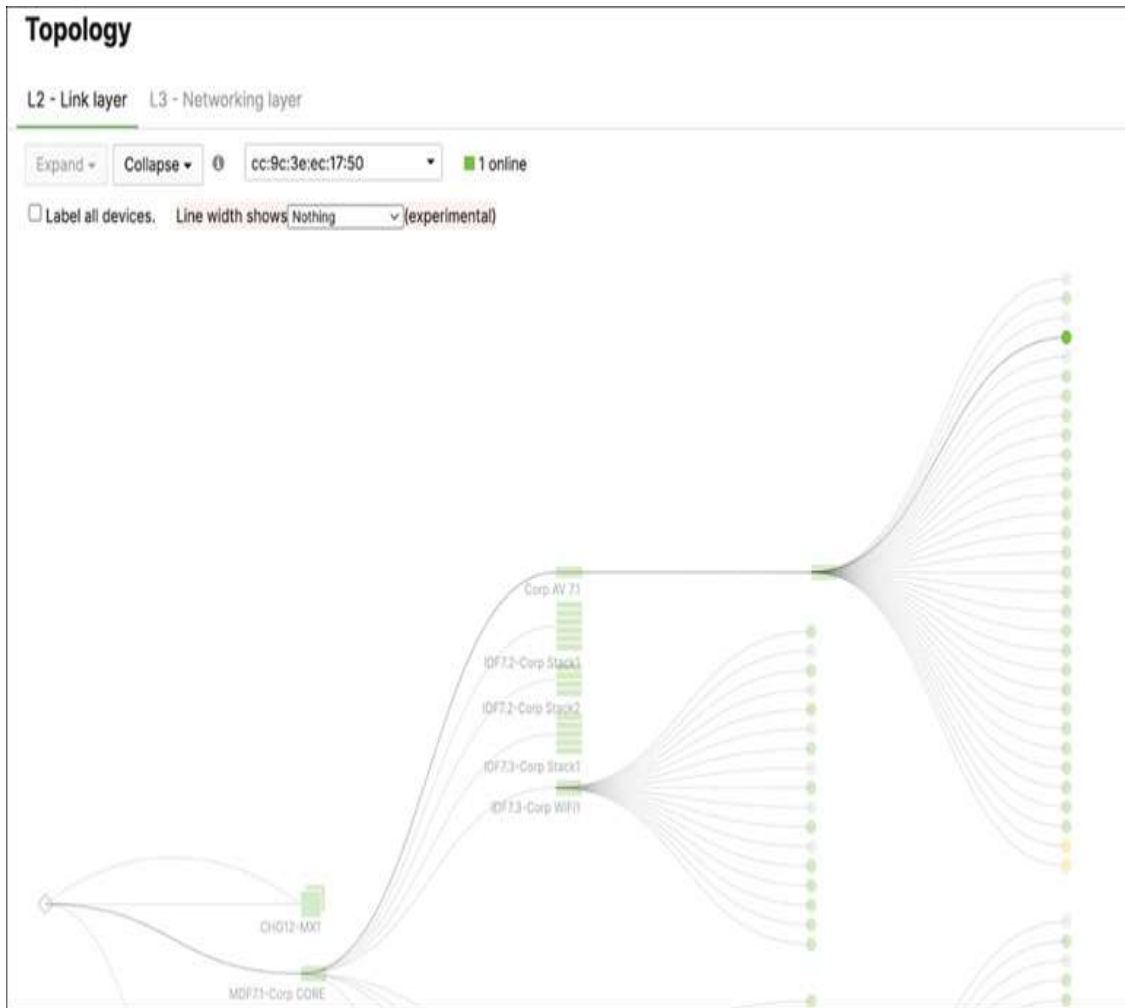 Topology
L2 - Link layer L3 - Networking layer
Expand Collapse cc:9c:3e:ec:17:50 1 online
Label all devices. Line width shows Nothing (experimental)
Corp AV 7.1
IDF7.2-Corp Stack1
IDF7.2-Corp Stack2
IDF7.3-Corp Stack1
IDF7.3-Corp WiFi1
CHG12-MX1
MDF7.1-Corp CORE